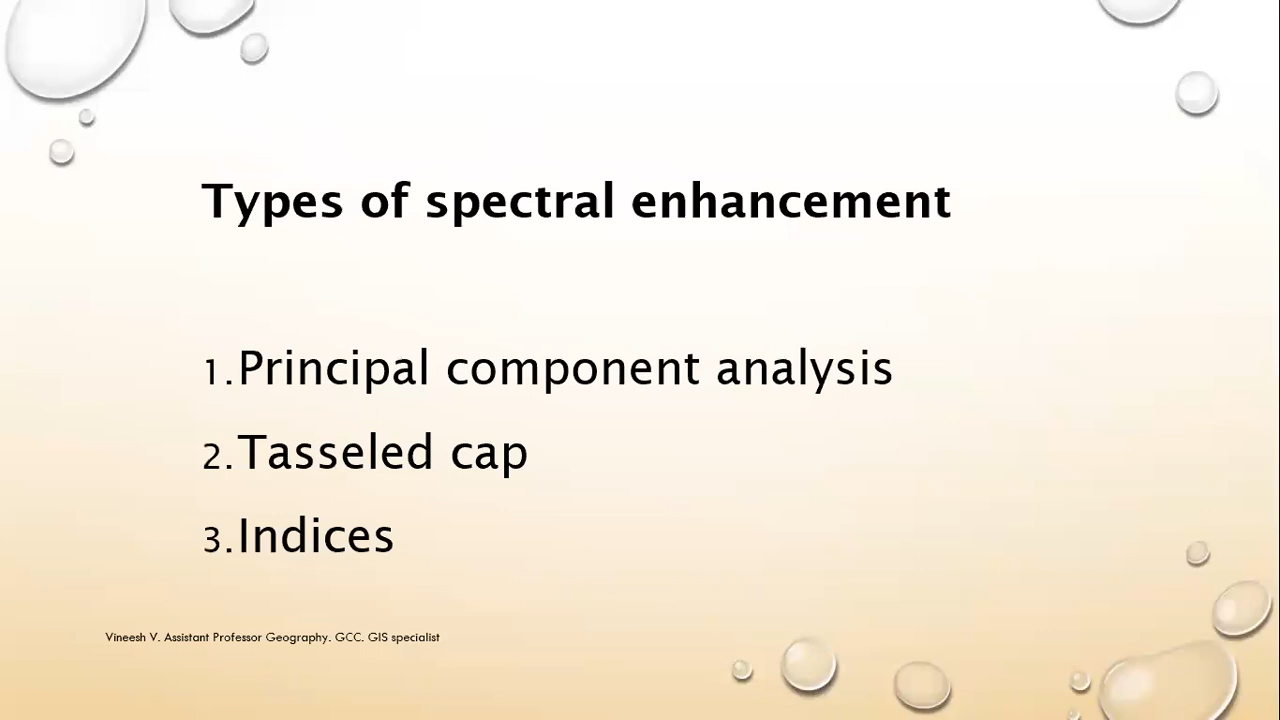 Types of spectral enhancement
1.Principal component analysis
2.Tasseled cap
3.Indices
Vineesh V. Assistant Professor Geography. GCC. GIS specialist